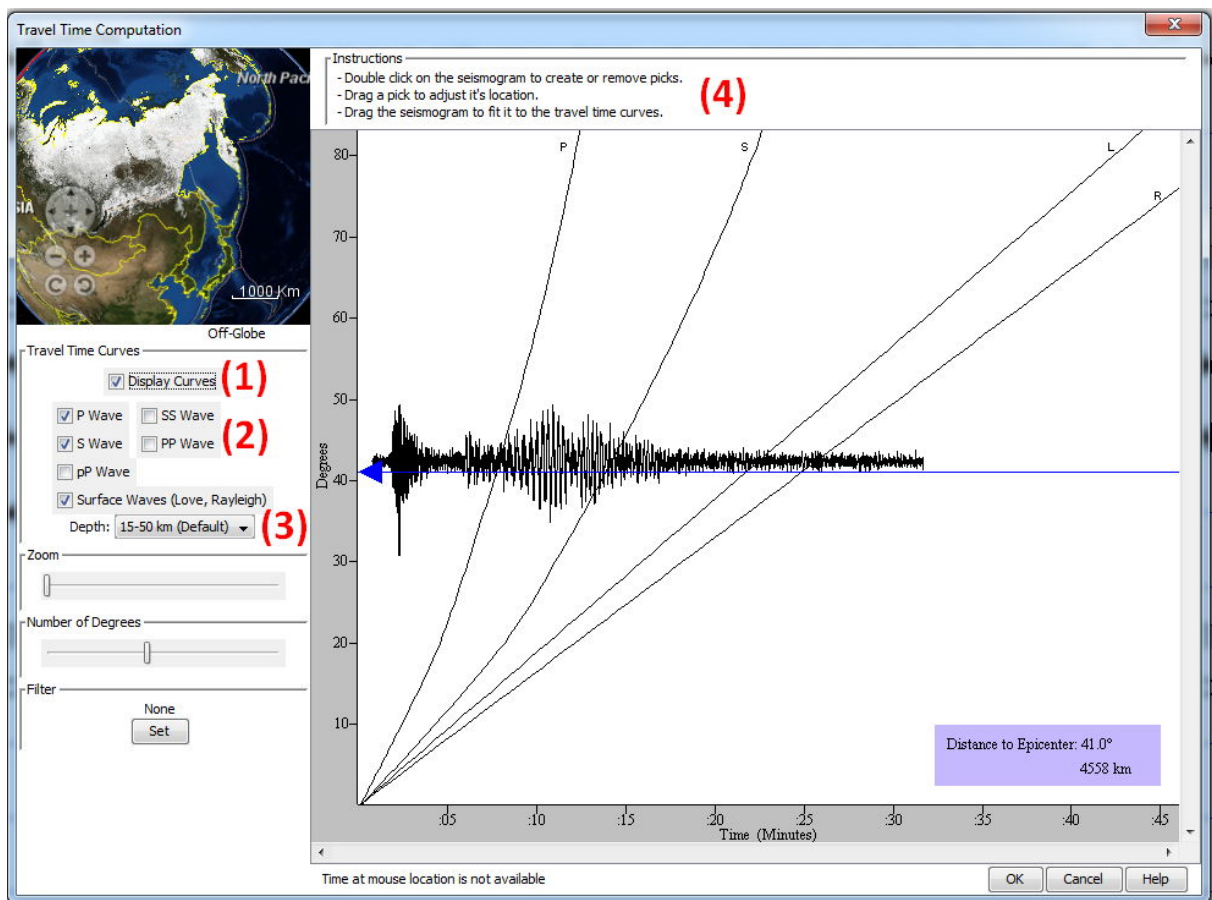 Travel Time Computation
North Paci
SIA
1000 Km
Off-Globe
Travel Time Curves
Display Curves (1)
P Wave SS Wave
S Wave PP Wave (2)
pP Wave
Surface Waves (Love, Rayleigh)
Depth: 15-50 km (Default) (3)
Zoom
Number of Degrees
Filter
None
Set
Instructions
- Double click on the seismogram to create or remove picks.
- Drag a pick to adjust it's location.
- Drag the seismogram to fit it to the travel time curves.
(4)
P
S
L
R
80
70
60
50
40
30
20
10
Degrees
Distance to Epicenter: 41.0°
4558 km
:05 :10 :15 :20 :25 :30 :35 :40 :45
Time (Minutes)
Time at mouse location is not available
OK Cancel Help